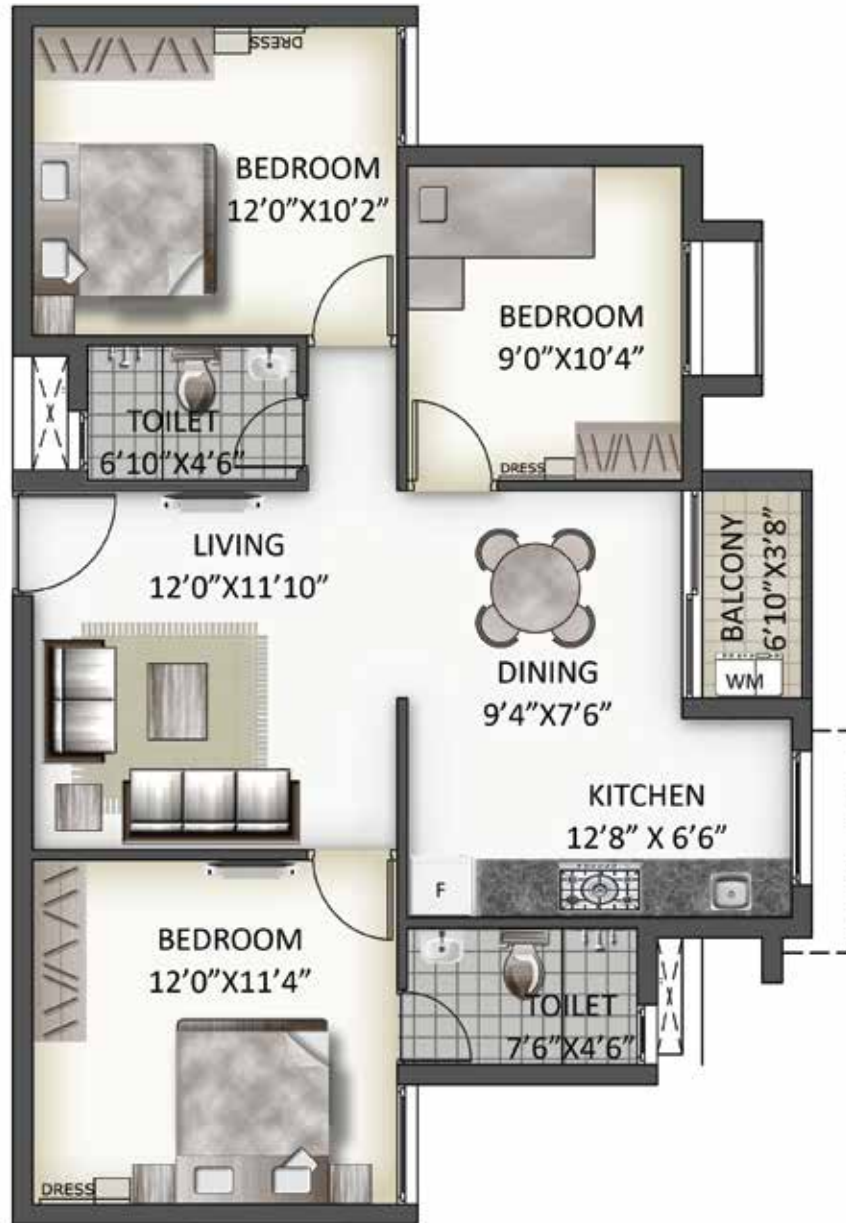 DRESS
BEDROOM
12'0"X10'2"
BEDROOM
9'0"X10'4"
TOILET
6'10"X4'6"
DRESS
LIVING
12'0"X11'10"
BALCONY
6'10"X3'8"
WM
DINING
9'4"X7'6"
KITCHEN
12'8" X 6'6"
F
BEDROOM
12'0"X11'4"
TOILET
7'6"X4'6"
DRESS